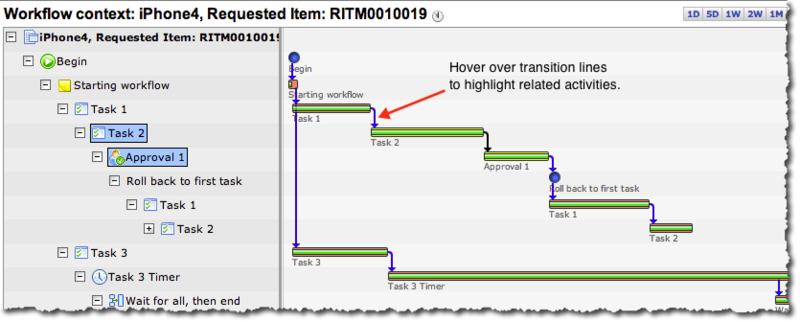 Workflow context: iPhone4, Requested Item: RITM0010019
1D 5D 1W 2W 1M
iPhone4, Requested Item: RITM0010019
Begin
Starting workflow
Task 1
Task 2
Approval 1
Roll back to first task
Task 1
Task 2
Task 3
Task 3 Timer
Wait for all, then end
Begin
Starting workflow
Task 1
Hover over transition lines
to highlight related activities.
Task 2
Approval 1
Roll back to first task
Task 1
Task 2
Task 3
Task 3 Timer